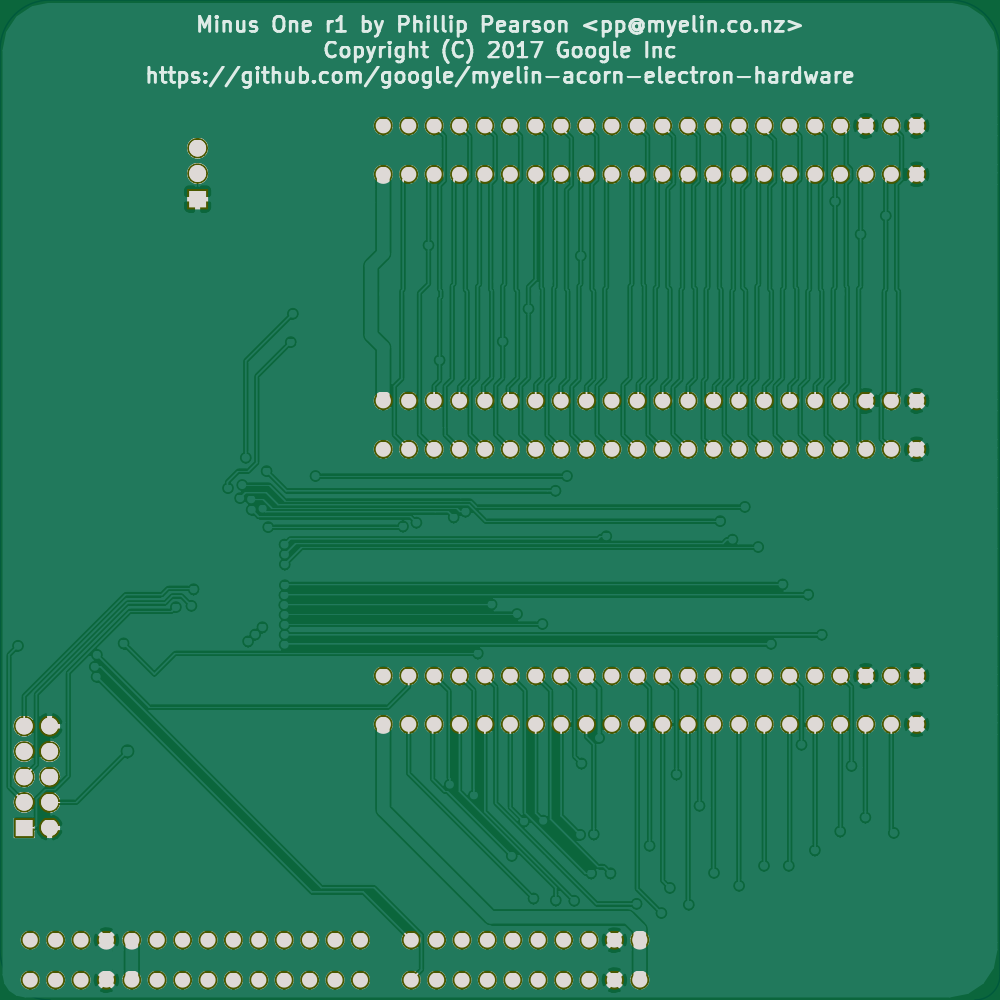 Minus One r1 by Phillip Pearson <pp@myelin.co.nz>
Copyright (C) 2017 Google Inc
https://github.com/google/myelin-acorn-electron-hardware